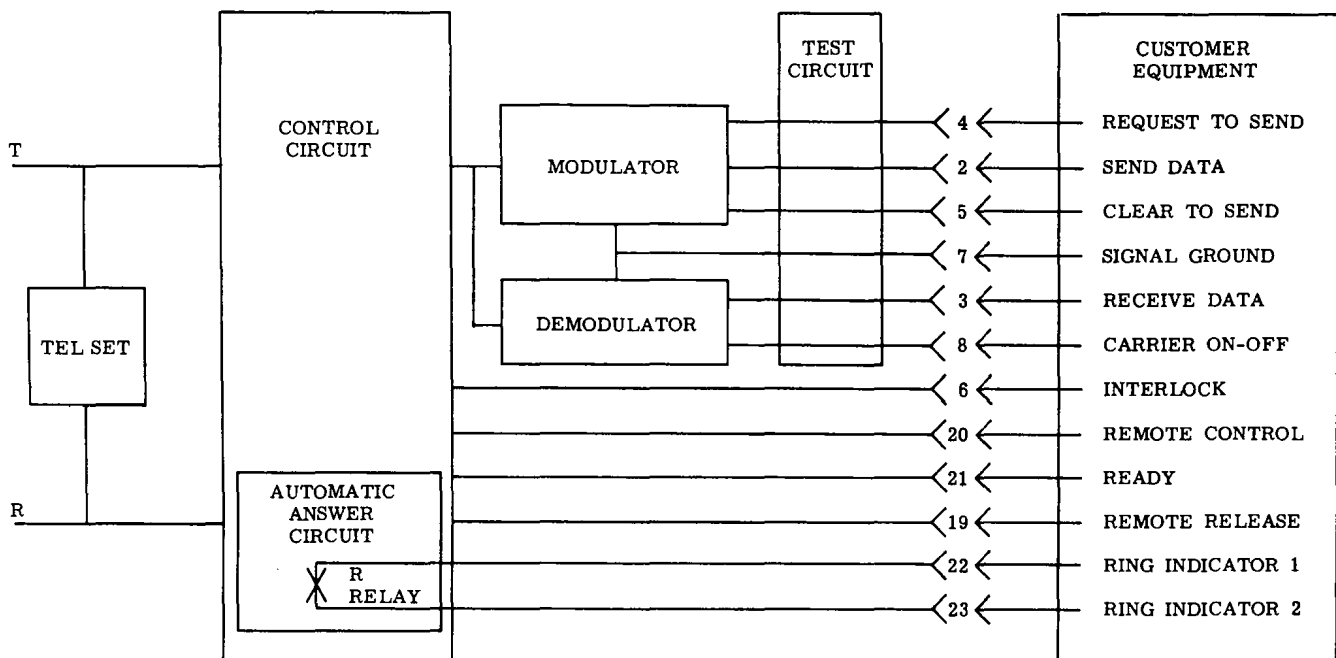 TEST
CIRCUIT
CUSTOMER
EQUIPMENT
CONTROL
CIRCUIT
T
MODULATOR
4 REQUEST TO SEND
2 SEND DATA
5 CLEAR TO SEND
7 SIGNAL GROUND
TEL SET
DEMODULATOR
3 RECEIVE DATA
8 CARRIER ON-OFF
6 INTERLOCK
20 REMOTE CONTROL
21 READY
R
AUTOMATIC
ANSWER
CIRCUIT
19 REMOTE RELEASE
R
RELAY
22 RING INDICATOR 1
23 RING INDICATOR 2